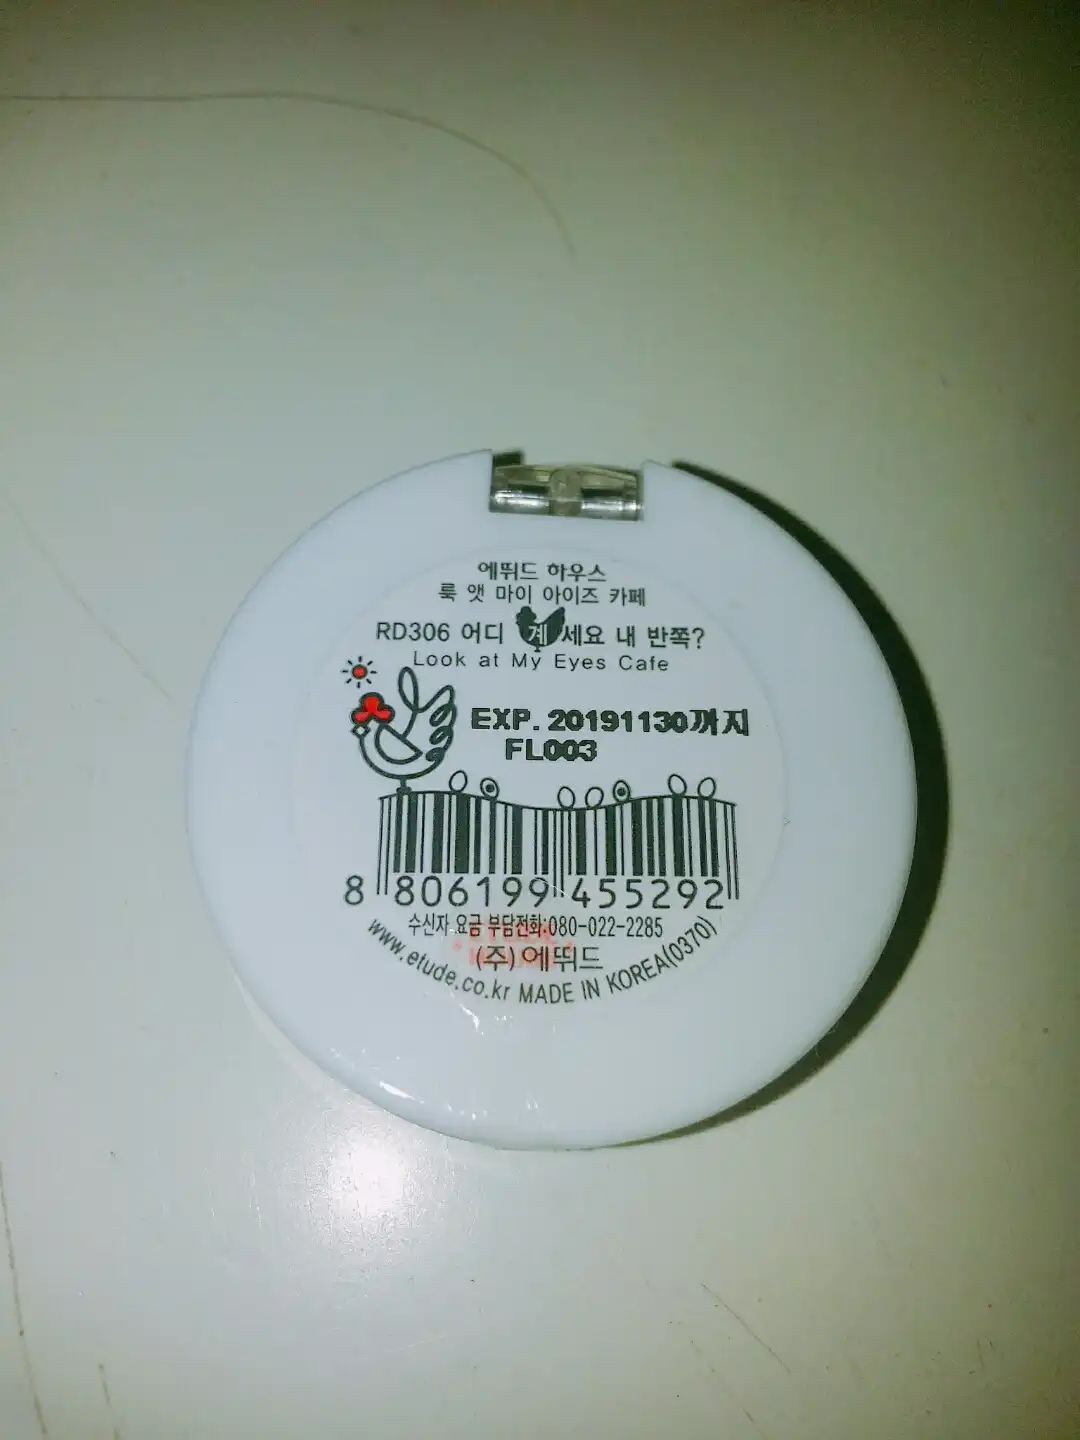 에뛰드 하우스
룩 앳 마이 아이즈 카페
RD306 어디 계세요 내 반쪽?
Look at My Eyes Cafe
EXP. 20191130까지
FL003
8 806199 455292
수신자 요금 부담전화:080-022-2285
(주)에뛰드
www.etude.co.kr MADE IN KOREA(0370)